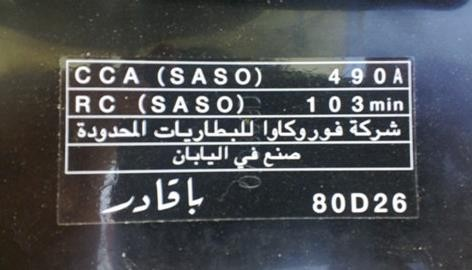 CCA (SASO) 490A
RC (SASO) 103min
شركة فوروكاوا للبطاريات المحدودة
صنع في اليابان
باقادر 80D26